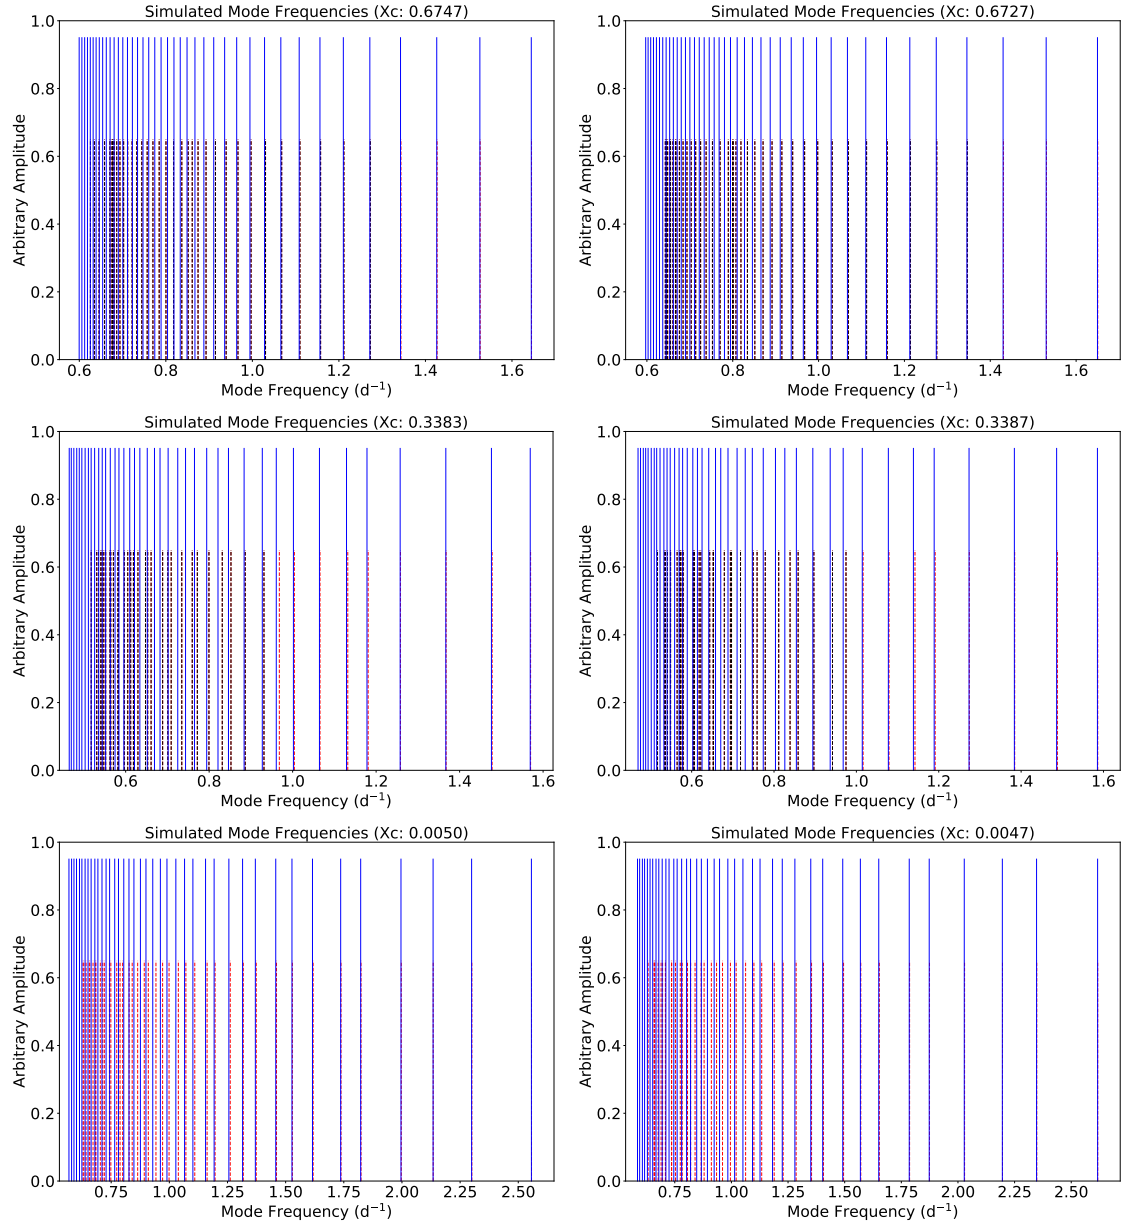 Simulated Mode Frequencies (Xc: 0.6747)
1.0
0.8
0.6
0.4
0.2
0.0
Arbitrary Amplitude
0.6 0.8 1.0 1.2 1.4 1.6
Mode Frequency (d⁻¹)
Simulated Mode Frequencies (Xc: 0.6727)
1.0
0.8
0.6
0.4
0.2
0.0
Arbitrary Amplitude
0.6 0.8 1.0 1.2 1.4 1.6
Mode Frequency (d⁻¹)
Simulated Mode Frequencies (Xc: 0.3383)
1.0
0.8
0.6
0.4
0.2
0.0
Arbitrary Amplitude
0.6 0.8 1.0 1.2 1.4 1.6
Mode Frequency (d⁻¹)
Simulated Mode Frequencies (Xc: 0.3387)
1.0
0.8
0.6
0.4
0.2
0.0
Arbitrary Amplitude
0.6 0.8 1.0 1.2 1.4 1.6
Mode Frequency (d⁻¹)
Simulated Mode Frequencies (Xc: 0.0050)
1.0
0.8
0.6
0.4
0.2
0.0
Arbitrary Amplitude
0.75 1.00 1.25 1.50 1.75 2.00 2.25 2.50
Mode Frequency (d⁻¹)
Simulated Mode Frequencies (Xc: 0.0047)
1.0
0.8
0.6
0.4
0.2
0.0
Arbitrary Amplitude
0.75 1.00 1.25 1.50 1.75 2.00 2.25 2.50
Mode Frequency (d⁻¹)